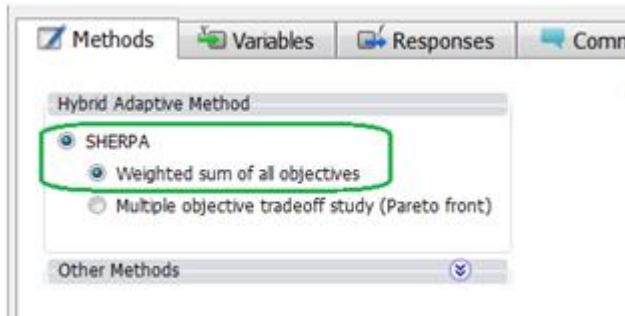 Methods Variables Responses Comm
Hybrid Adaptive Method
SHERPA
Weighted sum of all objectives
Multiple objective tradeoff study (Pareto front)
Other Methods